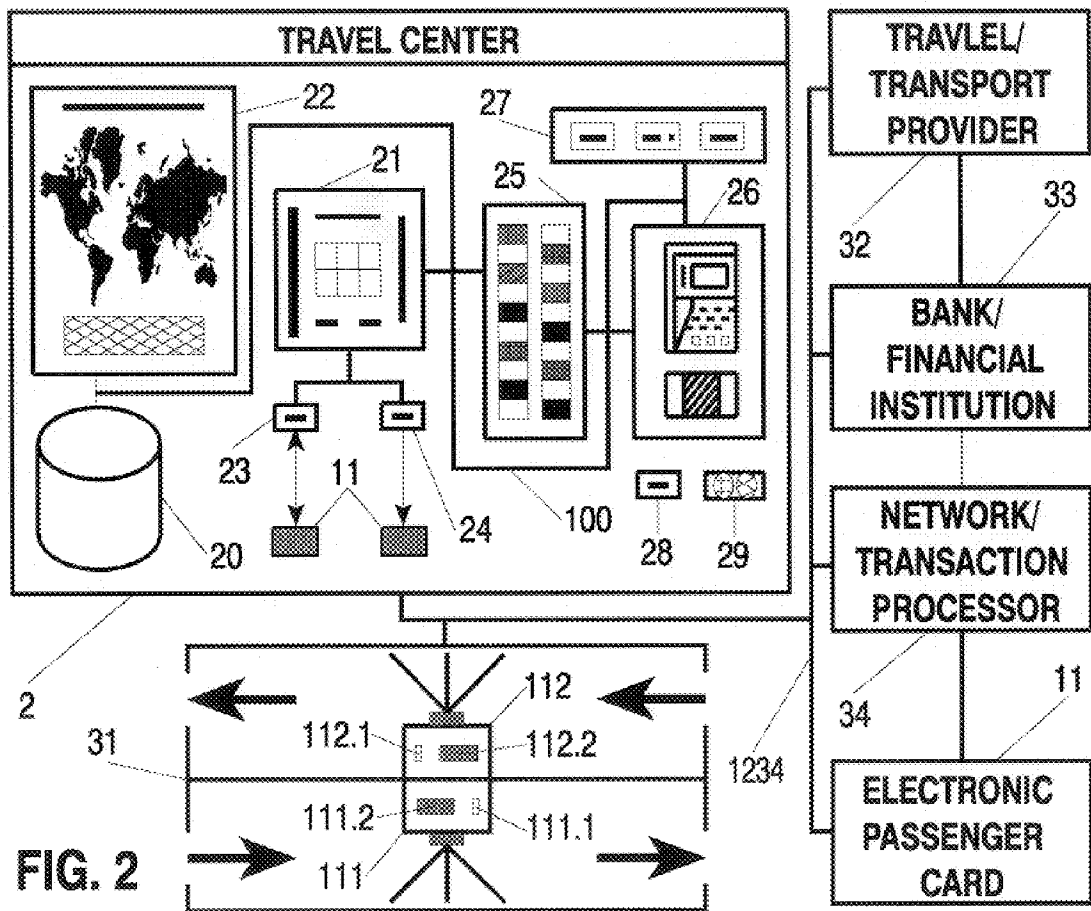 TRAVEL CENTER
22
27
21
25
26
23
11
24
100
28
29
20
2
TRAVLEL/
TRANSPORT
PROVIDER
32
33
BANK/
FINANCIAL
INSTITUTION
NETWORK/
TRANSACTION
PROCESSOR
34
11
1234
ELECTRONIC
PASSENGER
CARD
31
112
112.1
112.2
111.2
111.1
111
FIG. 2